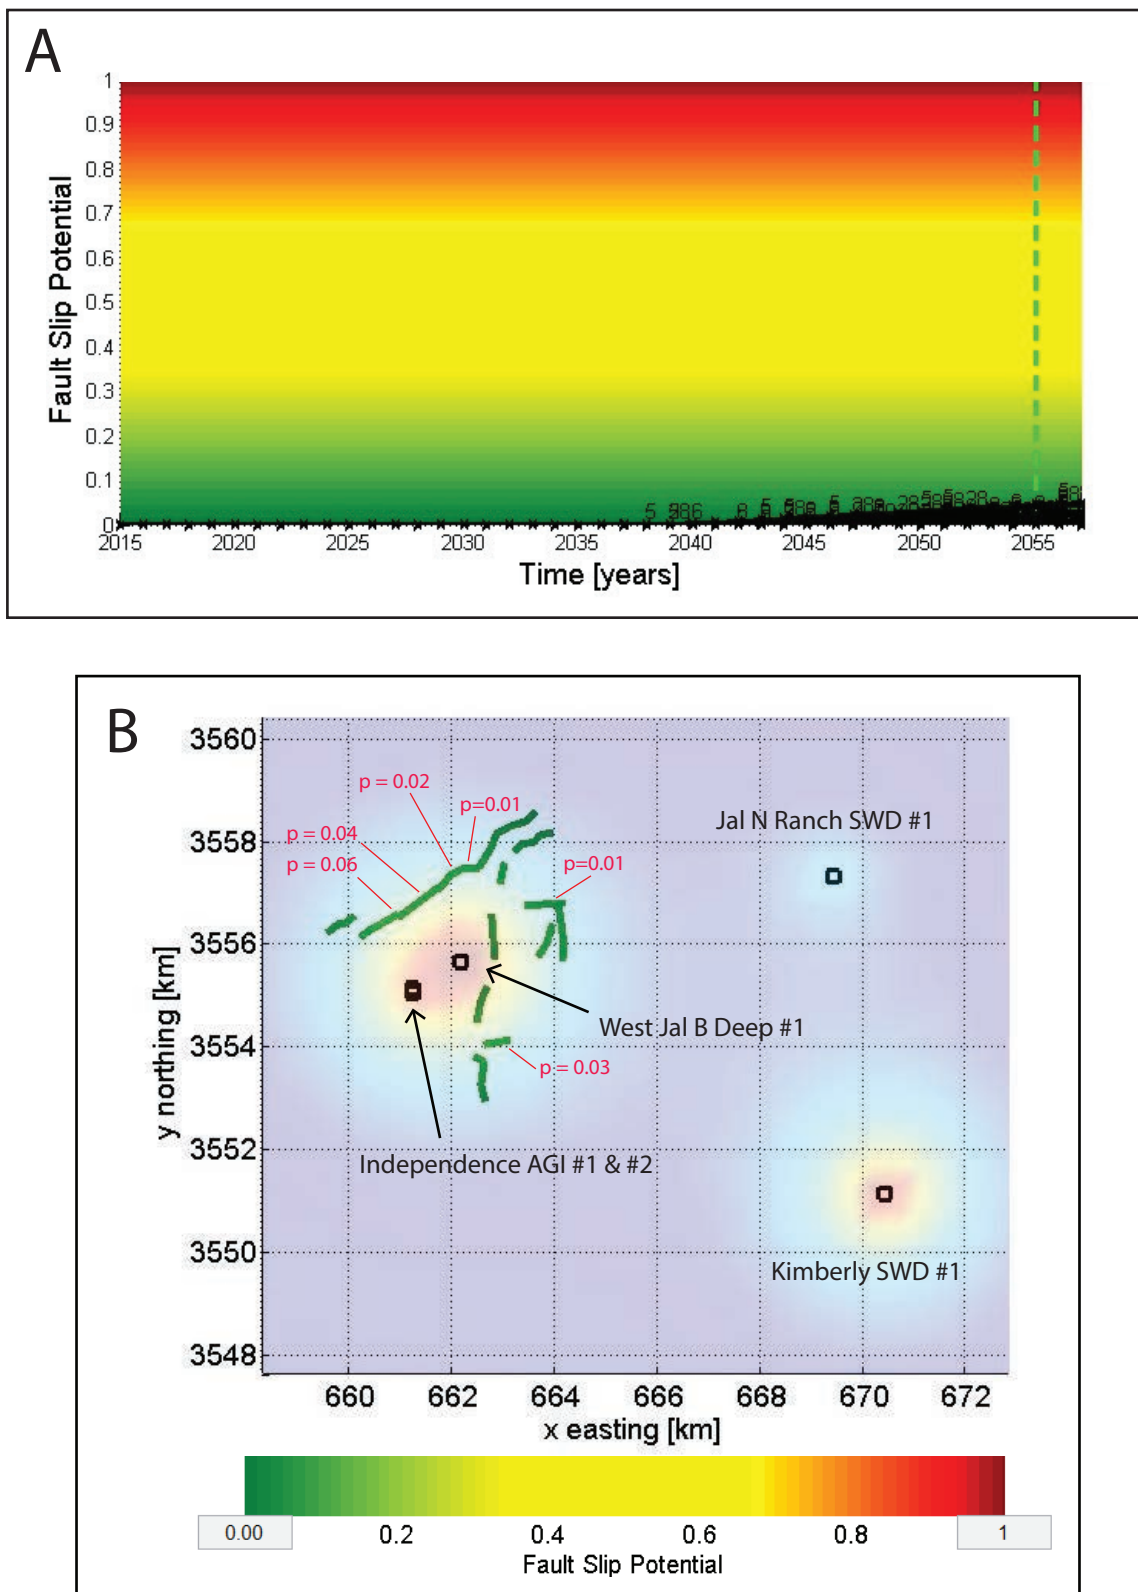 A
1
0.9
0.8
0.7
0.6
0.5
0.4
0.3
0.2
0.1
0
Fault Slip Potential
2015 2020 2025 2030 2035 2040 2045 2050 2055
Time [years]
B
3560
3558
3556
3554
3552
3550
3548
y northing [km]
p = 0.02
p=0.01
p = 0.04
p = 0.06
p=0.01
Jal N Ranch SWD #1
West Jal B Deep #1
p = 0.03
Independence AGI #1 & #2
Kimberly SWD #1
660 662 664 666 668 670 672
x easting [km]
0.00 0.2 0.4 0.6 0.8 1
Fault Slip Potential